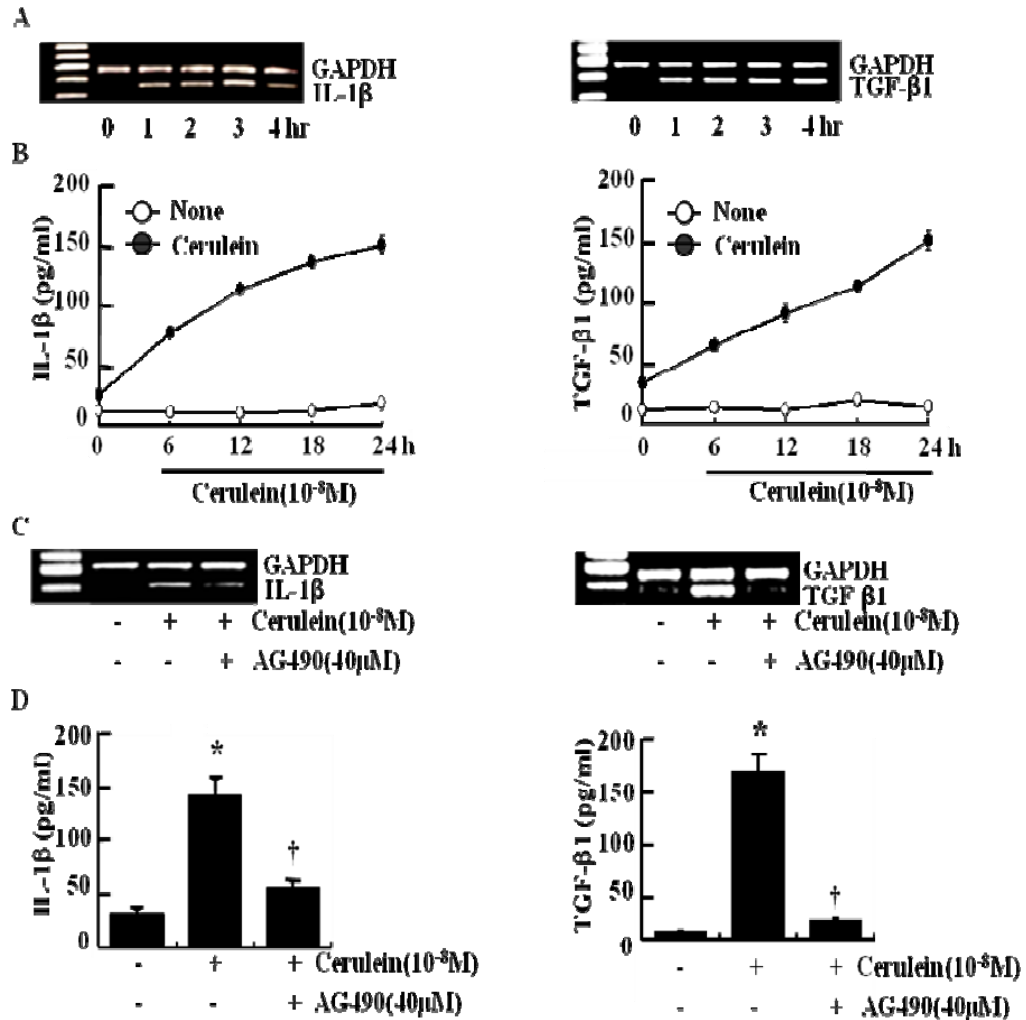 A
GAPDH
IL-1β
0 1 2 3 4 hr
GAPDH
TGF-β1
0 1 2 3 4 hr
B
IL-1β (pg/ml)
200
150
100
50
0
None
Cerulein
0 6 12 18 24 h
Cerulein(10-8M)
TGF-β1 (pg/ml)
200
150
100
50
0
None
Cerulein
0 6 12 18 24 h
Cerulein(10-8M)
C
GAPDH
IL-1β
- + + Cerulein(10-8M)
- - + AG490(40μM)
GAPDH
TGF β1
- + + Cerulein(10-8M)
- - + AG490(40μM)
D
IL-1β (pg/ml)
200
150
100
50
0
*
†
- + + Cerulein(10-8M)
- - + AG490(40μM)
TGF-β1 (pg/ml)
200
150
100
50
0
*
†
- + + Cerulein(10-8M)
- - + AG490(40μM)